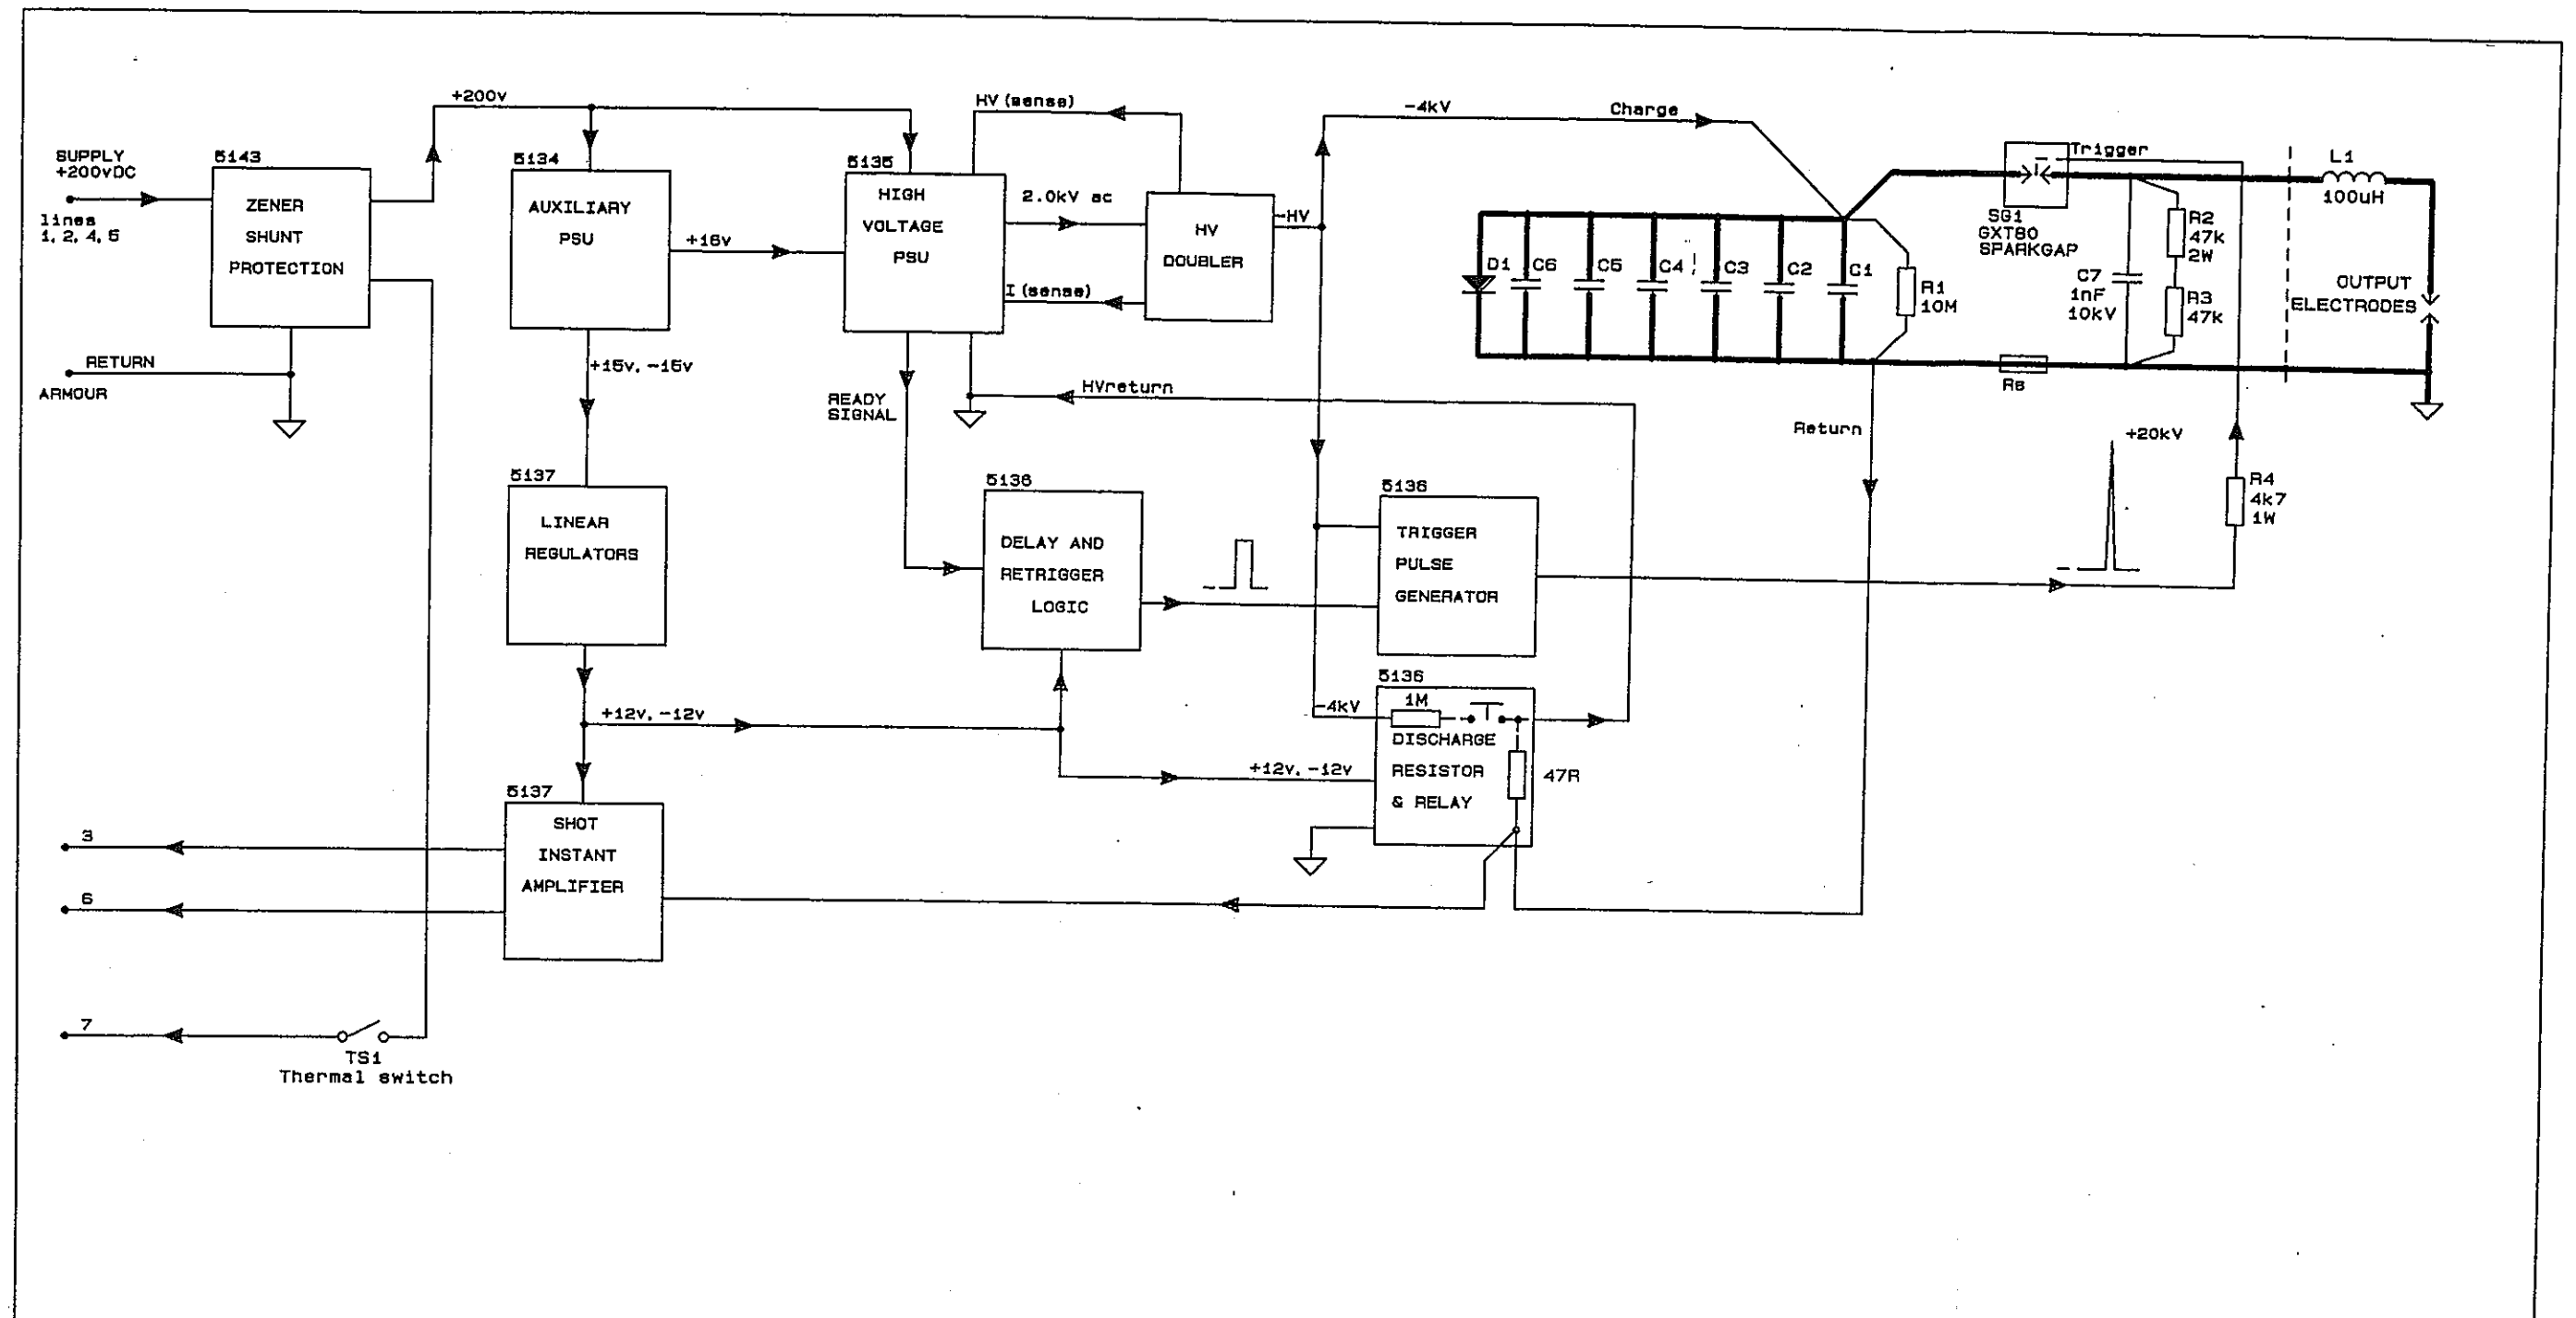 SUPPLY
+200vDC
lines
1, 2, 4, 5
RETURN
ARMOUR
5143
ZENER
SHUNT
PROTECTION
+200v
5134
AUXILIARY
PSU
+15v
+15v, -15v
5135
HIGH
VOLTAGE
PSU
HV (sense)
2.0kV ac
I (sense)
HV
DOUBLER
-HV
-4kV
Charge
READY
SIGNAL
HVreturn
D1
C6
C5
C4
C3
C2
C1
R1
10M
SG1
GXT80
SPARKGAP
Trigger
C7
1nF
10kV
R2
47k
2W
R3
47k
L1
100uH
OUTPUT
ELECTRODES
Rs
Return
+20kV
R4
4k7
1W
5137
LINEAR
REGULATORS
5136
DELAY AND
RETRIGGER
LOGIC
5136
TRIGGER
PULSE
GENERATOR
5136
-4kV
1M
DISCHARGE
RESISTOR
& RELAY
47R
+12v, -12v
+12v, -12v
5137
SHOT
INSTANT
AMPLIFIER
3
6
7
TS1
Thermal switch